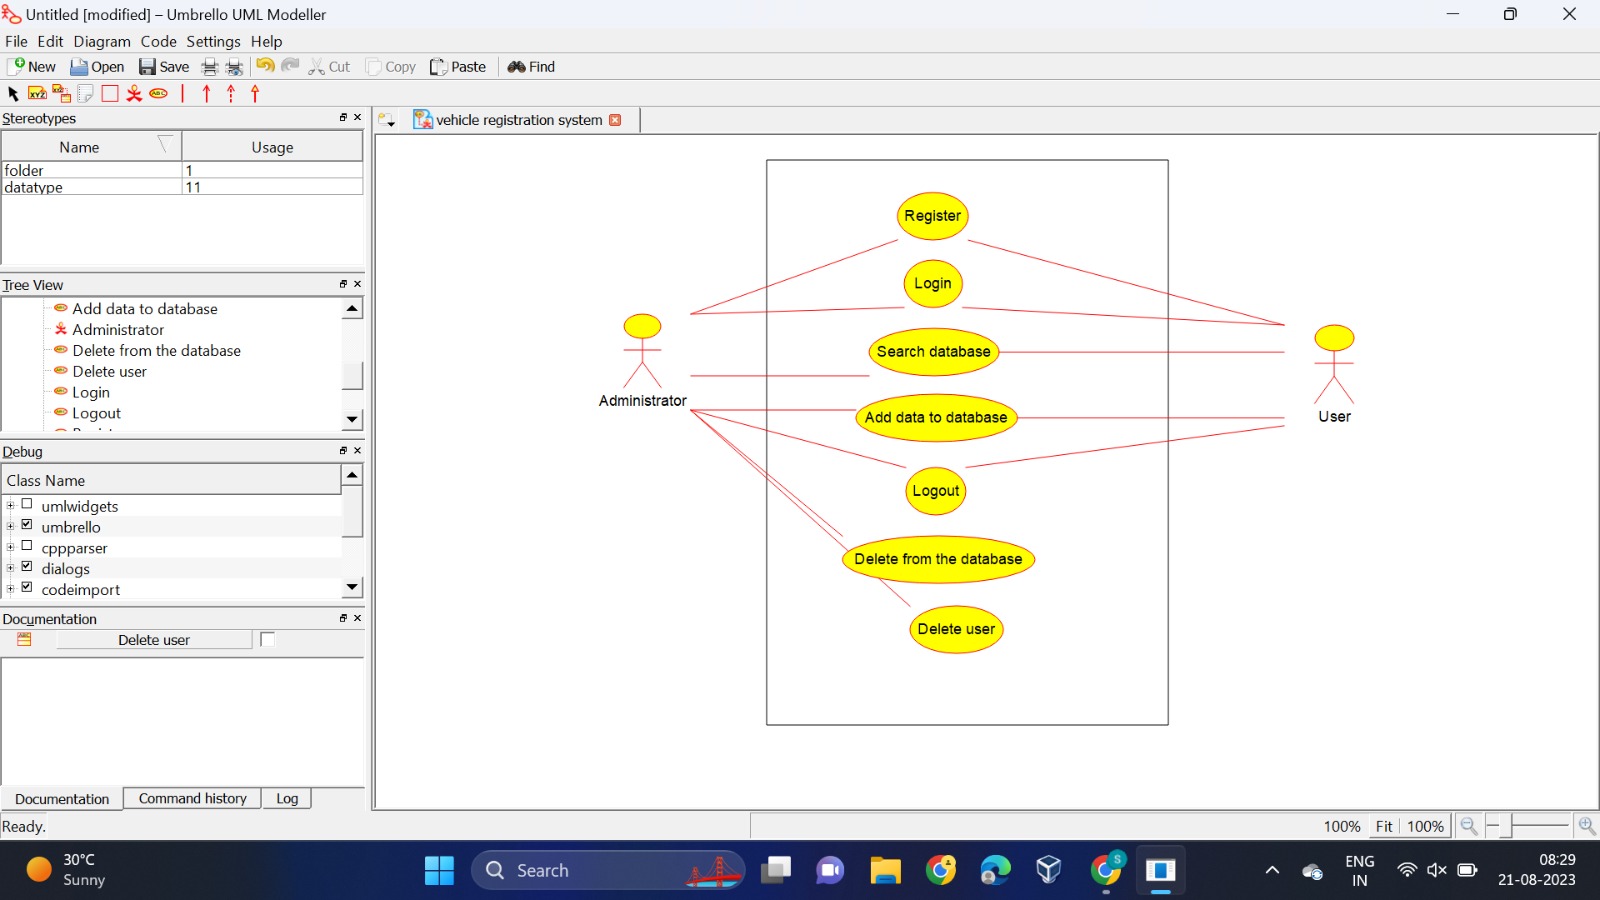 Untitled [modified] – Umbrello UML Modeller
File Edit Diagram Code Settings Help
New Open Save Cut Copy Paste Find
Stereotypes
Name Usage
folder 1
datatype 11
Tree View
Add data to database
Administrator
Delete from the database
Delete user
Login
Logout
Debug
Class Name
umlwidgets
umbrello
cppparser
dialogs
codeimport
Documentation
Delete user
Documentation Command history Log
Ready.
vehicle registration system
Register
Login
Search database
Administrator
Add data to database
User
Logout
Delete from the database
Delete user
100% Fit 100%
30°C
Sunny
Search
ENG
IN
08:29
21-08-2023